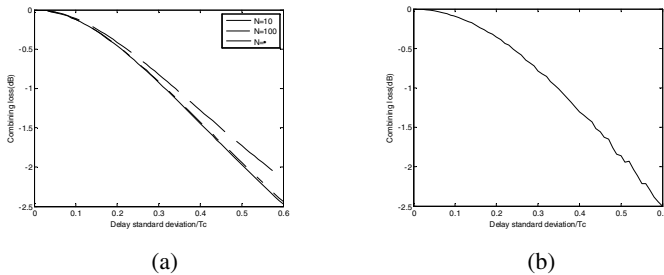 0
-0.5
-1
-1.5
-2
-2.5
Combining loss(dB)
0 0.1 0.2 0.3 0.4 0.5 0.6
Delay standard deviation/Tc
N=10
N=100
N=•
(a)
0
-0.5
-1
-1.5
-2
-2.5
Combining loss(dB)
0 0.1 0.2 0.3 0.4 0.5 0.6
Delay standard deviation/Tc
(b)